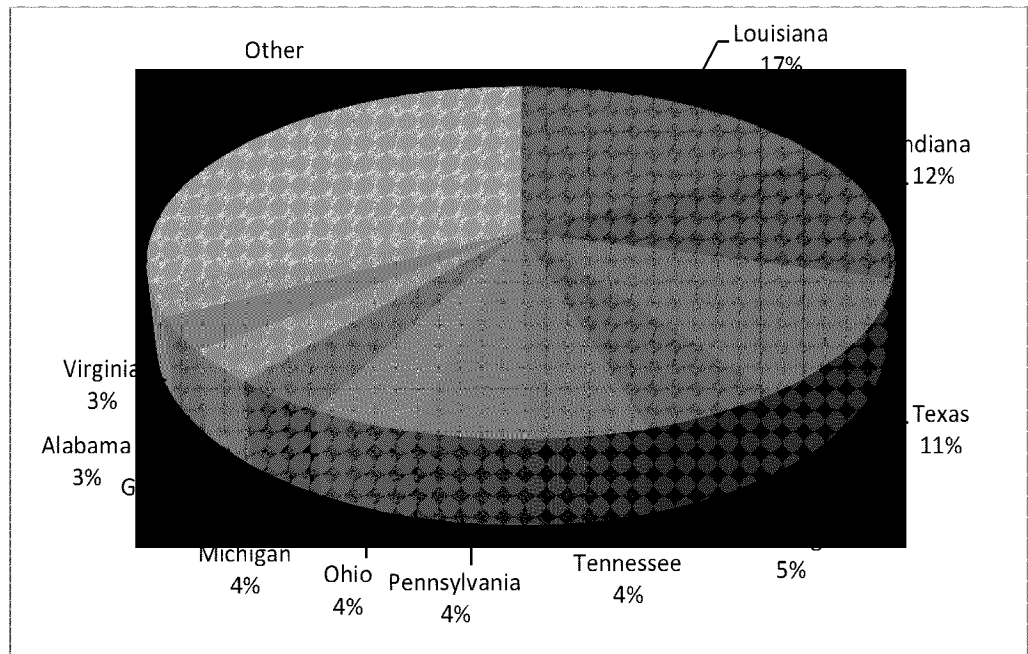 Other
Louisiana
17%
ndiana
12%
Texas
11%
5%
Tennessee
4%
Pennsylvania
4%
Ohio
4%
Michigan
4%
G
Alabama
3%
Virginia
3%